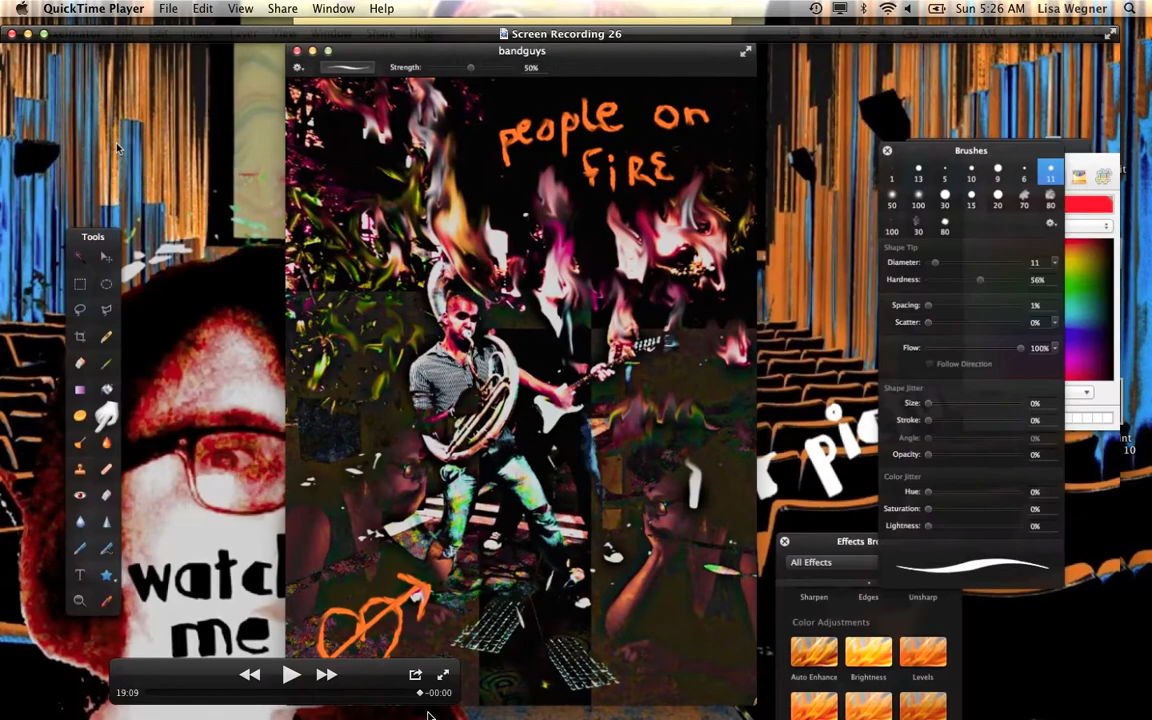 QuickTime Player File Edit View Share Window Help Sun 5:26 AM Lisa Wegner
Screen Recording 26
bandguys
Strength: 50%
people on
fiRE
Tools
watch
me
Brushes
1 13 5 10 9 6 11
50 100 30 15 20 70 80
100 30 80
Shape Tip
Diameter: 11
Hardness: 56%
Spacing: 1%
Scatter: 0%
Flow: 100%
Follow Direction
Shape Jitter
Size: 0%
Stroke: 0%
Angle: 0%
Opacity: 0%
Color Jitter
Hue: 0%
Saturation: 0%
Lightness: 0%
10
Effects Bro
All Effects
Sharpen Edges Unsharp
Color Adjustments
Auto Enhance Brightness Levels
19:09 -00:00